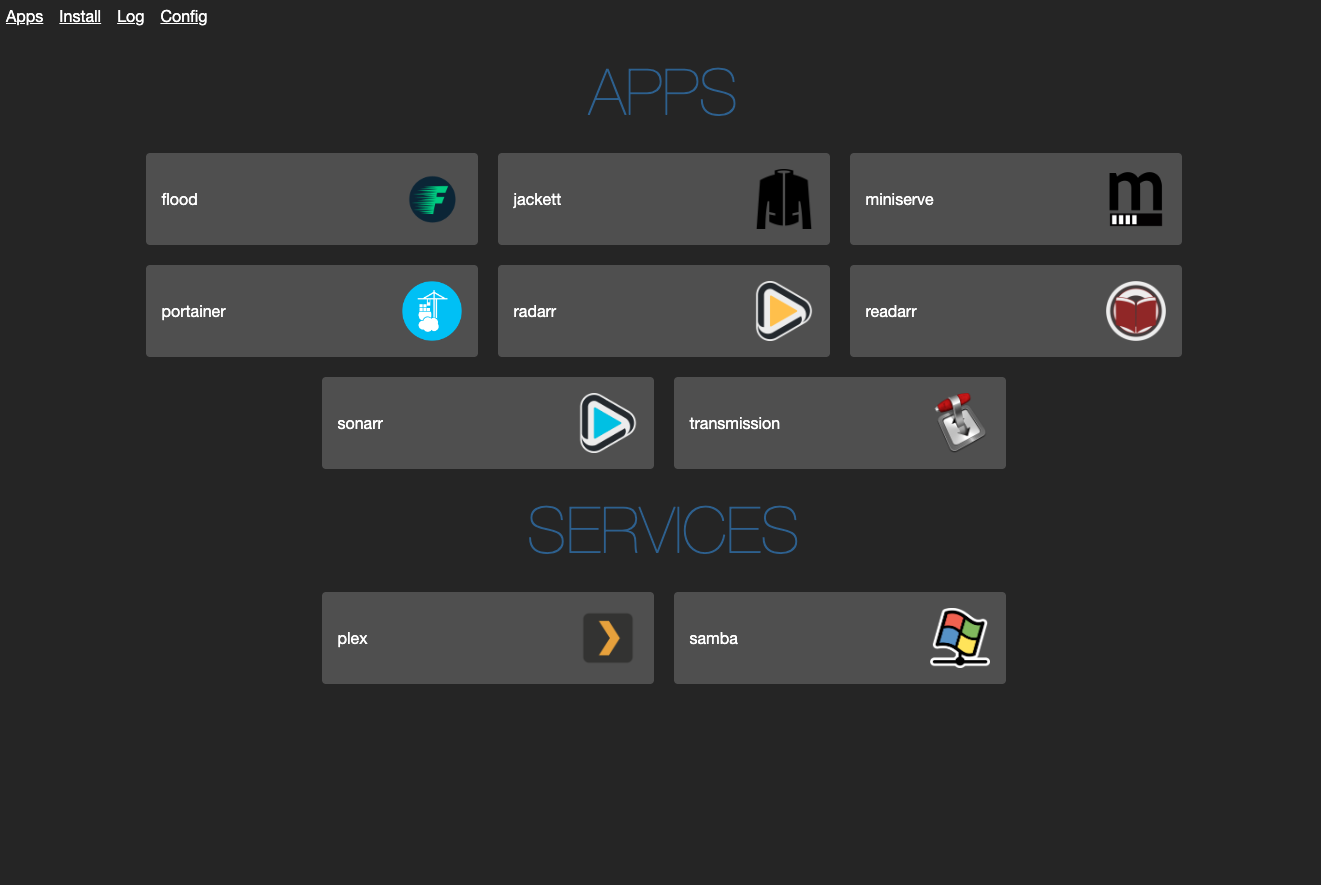 Apps Install Log Config
APPS
flood jackett miniserve
portainer radarr readarr
sonarr transmission
SERVICES
plex samba